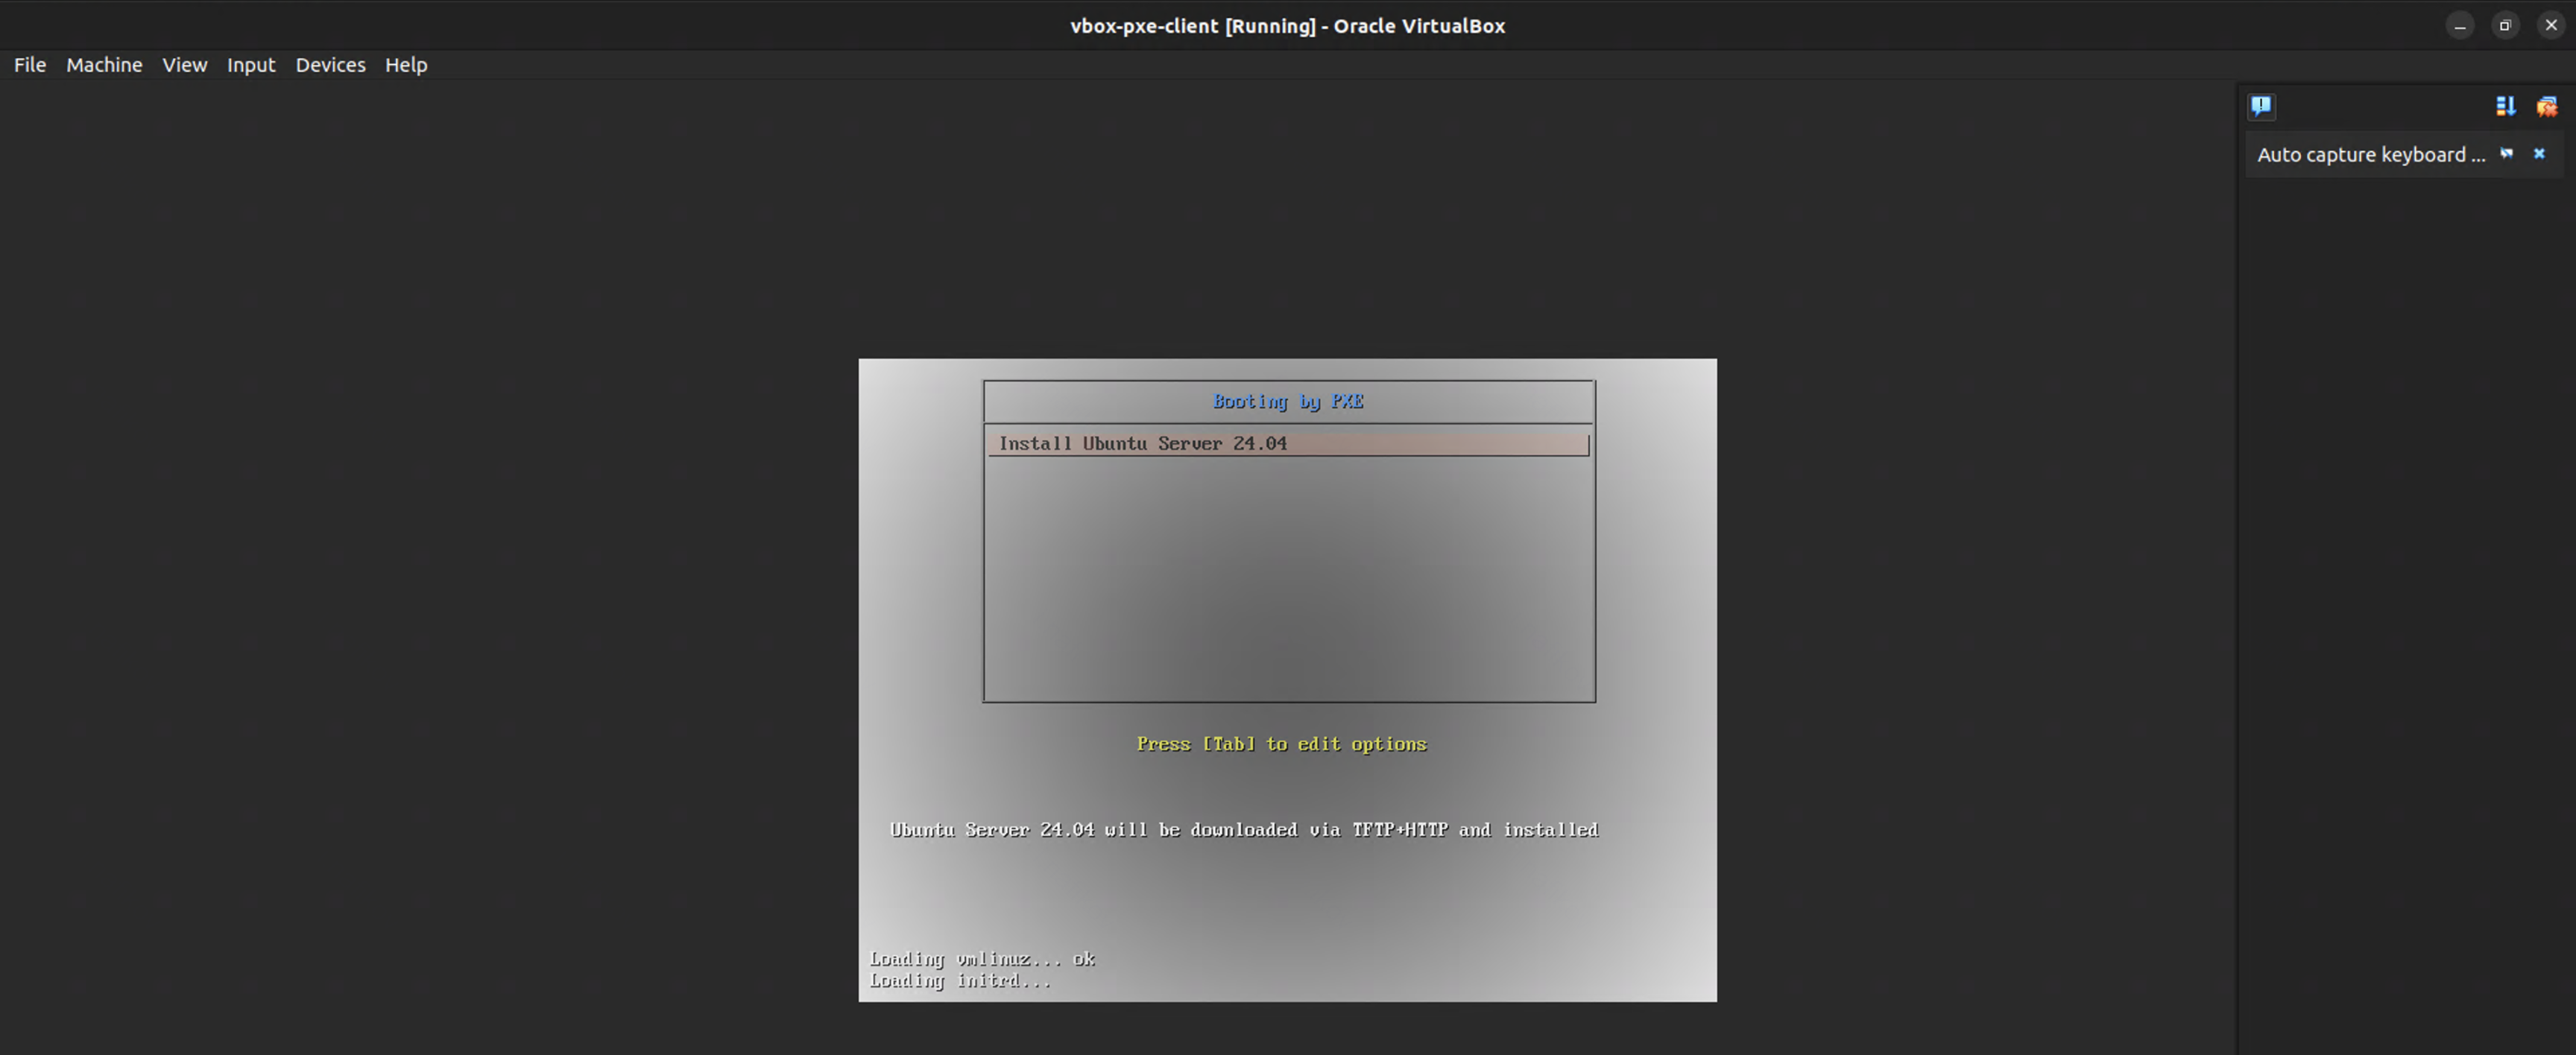 vbox-pxe-client [Running] - Oracle VirtualBox
File Machine View Input Devices Help
Auto capture keyboard ...
Booting by PXE
Install Ubuntu Server 24.04
Press [Tab] to edit options
Ubuntu Server 24.04 will be downloaded via TFTP+HTTP and installed
Loading vmlinuz... ok
Loading initrd...